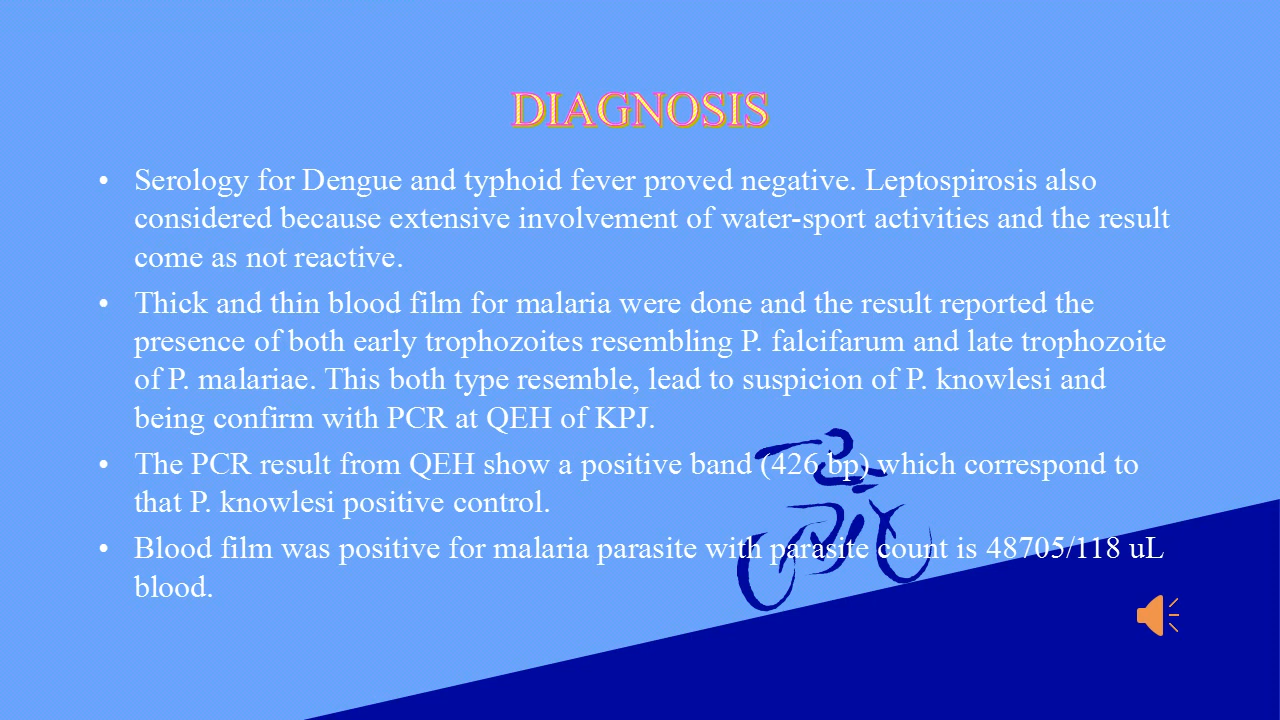 DIAGNOSIS
• Serology for Dengue and typhoid fever proved negative. Leptospirosis also
considered because extensive involvement of water-sport activities and the result
come as not reactive.
• Thick and thin blood film for malaria were done and the result reported the
presence of both early trophozoites resembling P. falcifarum and late trophozoite
of P. malariae. This both type resemble, lead to suspicion of P. knowlesi and
being confirm with PCR at QEH of KPJ.
• The PCR result from QEH show a positive band (426 bp) which correspond to
that P. knowlesi positive control.
• Blood film was positive for malaria parasite with parasite count is 48705/118 uL
blood.